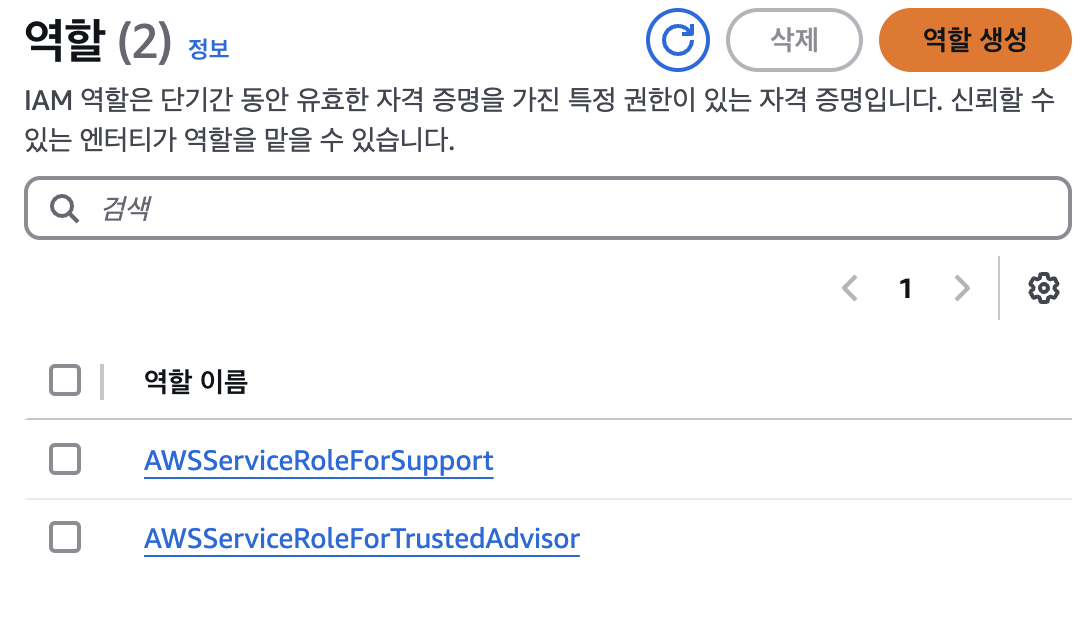 역할 (2) 정보
삭제
역할 생성
IAM 역할은 단기간 동안 유효한 자격 증명을 가진 특정 권한이 있는 자격 증명입니다. 신뢰할 수
있는 엔터티가 역할을 맡을 수 있습니다.
검색
1
역할 이름
AWSServiceRoleForSupport
AWSServiceRoleForTrustedAdvisor